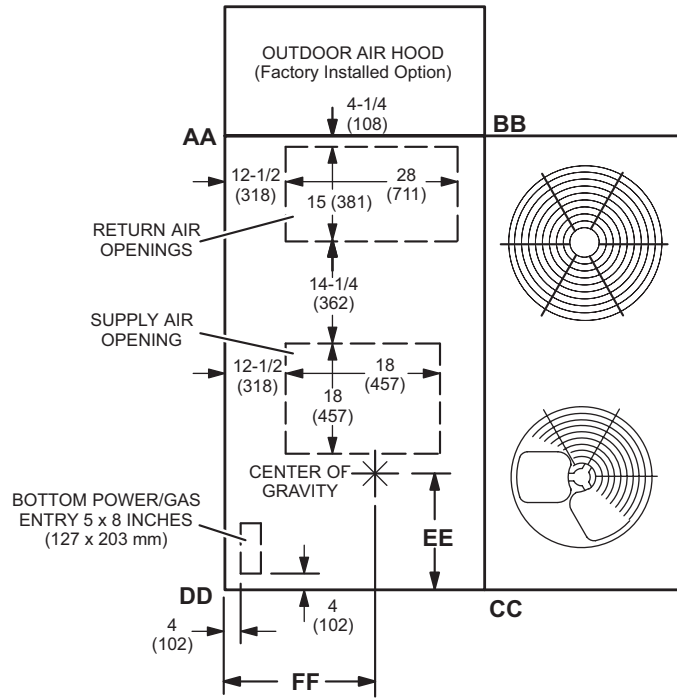 OUTDOOR AIR HOOD
(Factory Installed Option)
4-1/4
(108)
AA
BB
12-1/2
(318)
28
(711)
15 (381)
RETURN AIR
OPENINGS
14-1/4
(362)
SUPPLY AIR
OPENING
12-1/2
(318)
18
(457)
18
(457)
CENTER OF
GRAVITY
BOTTOM POWER/GAS
ENTRY 5 x 8 INCHES
(127 x 203 mm)
EE
DD
CC
4
(102)
4
(102)
FF